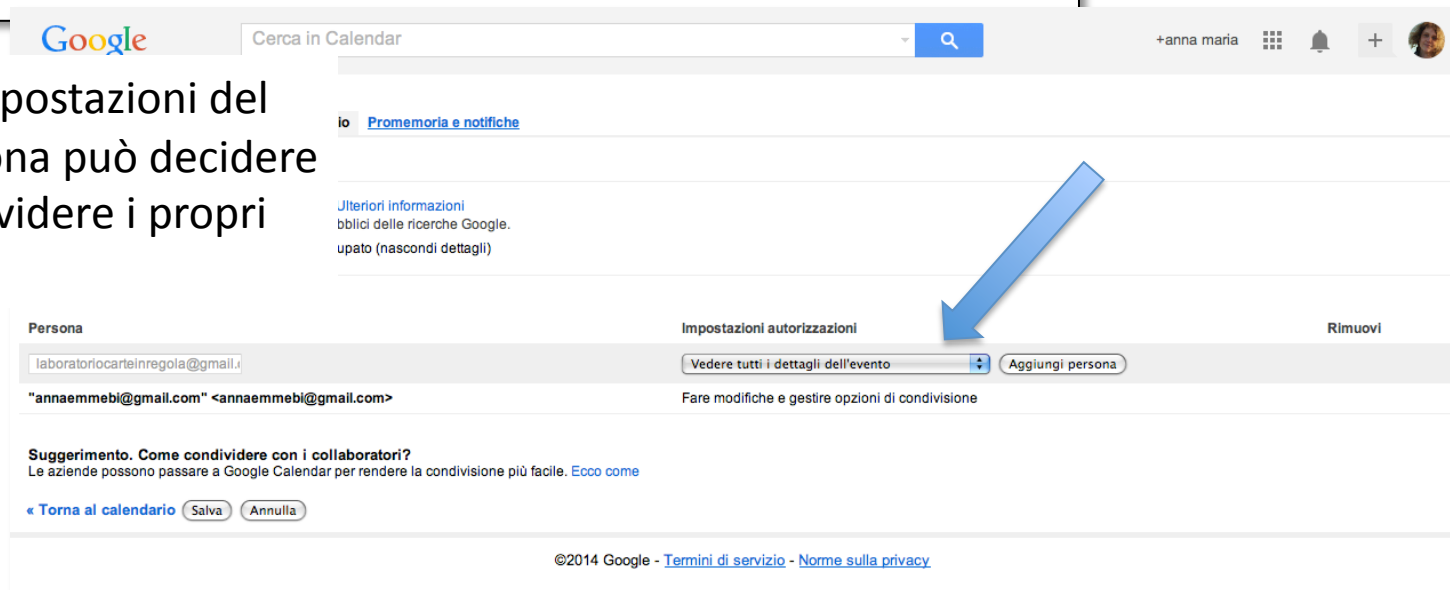 Google
Cerca in Calendar
+anna maria
postazioni del
na può decidere
videre i propri
io Promemoria e notifiche
Ulteriori informazioni
bblici delle ricerche Google.
upato (nascondi dettagli)
Persona Impostazioni autorizzazioni Rimuovi
laboratoriocarteinregola@gmail. Vedere tutti i dettagli dell'evento Aggiungi persona
"annaemmebi@gmail.com" <annaemmebi@gmail.com> Fare modifiche e gestire opzioni di condivisione
Suggerimento. Come condividere con i collaboratori?
Le aziende possono passare a Google Calendar per rendere la condivisione più facile. Ecco come
« Torna al calendario Salva Annulla
©2014 Google - Termini di servizio - Norme sulla privacy